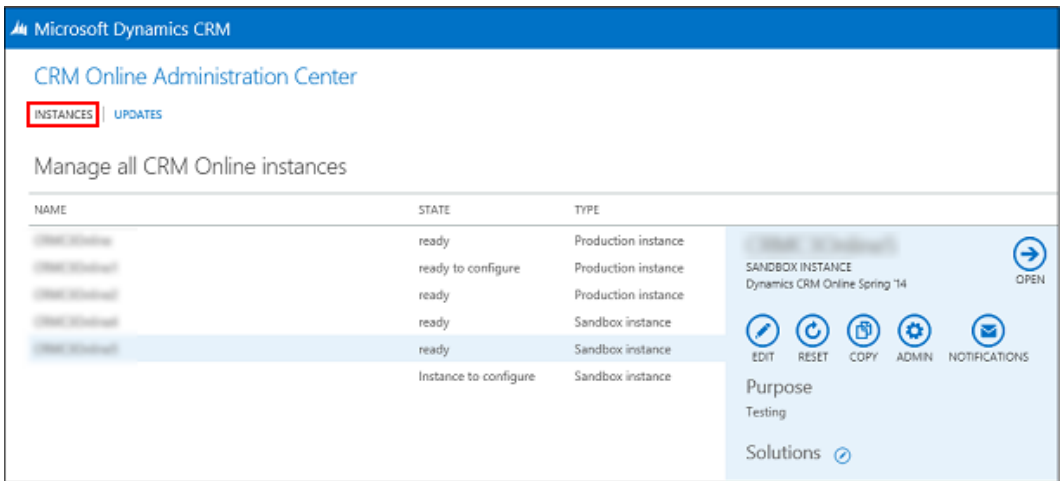 Microsoft Dynamics CRM
CRM Online Administration Center
INSTANCES | UPDATES
Manage all CRM Online instances
NAME STATE TYPE
ready Production instance
ready to configure Production instance
ready Production instance
ready Sandbox instance
ready Sandbox instance
Instance to configure Sandbox instance
SANDBOX INSTANCE
Dynamics CRM Online Spring '14
OPEN
EDIT RESET COPY ADMIN NOTIFICATIONS
Purpose
Testing
Solutions